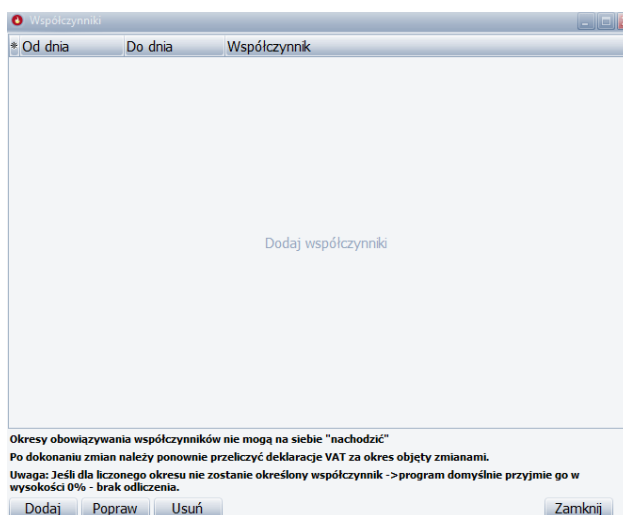 Współczynniki
* Od dnia Do dnia Współczynnik
Dodaj współczynniki
Okresy obowiązywania współczynników nie mogą na siebie "nachodzić"
Po dokonaniu zmian należy ponownie przeliczyć deklaracje VAT za okres objęty zmianami.
Uwaga: Jeśli dla liczonego okresu nie zostanie określony współczynnik ->program domyślnie przyjmie go w
wysokości 0% - brak odliczenia.
Dodaj Popraw Usuń Zamknij